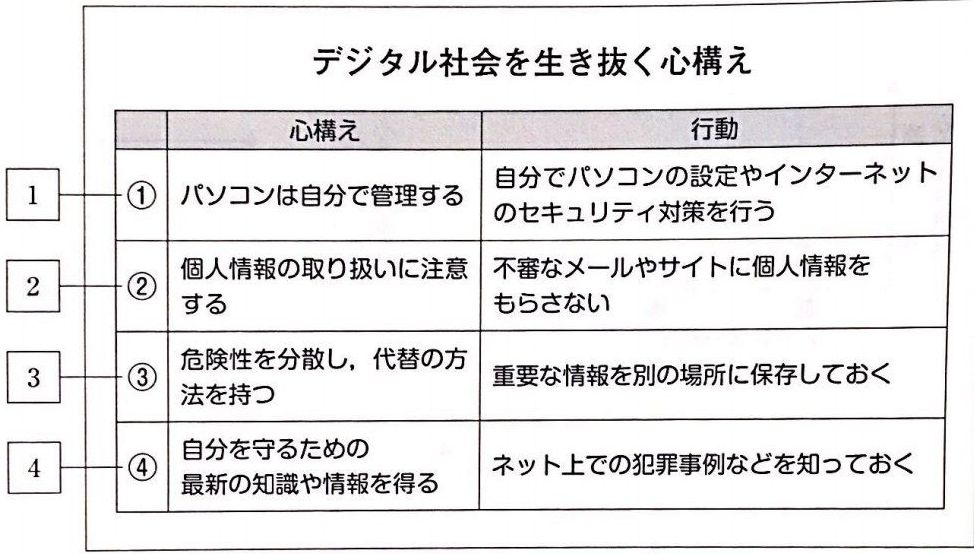 デジタル社会を生き抜く心構え
心構え
行動
1
①
パソコンは自分で管理する
自分でパソコンの設定やインターネット
のセキュリティ対策を行う
2
②
個人情報の取り扱いに注意
する
不審なメールやサイトに個人情報を
もらさない
3
③
危険性を分散し，代替の方
法を持つ
重要な情報を別の場所に保存しておく
4
④
自分を守るための
最新の知識や情報を得る
ネット上での犯罪事例などを知っておく